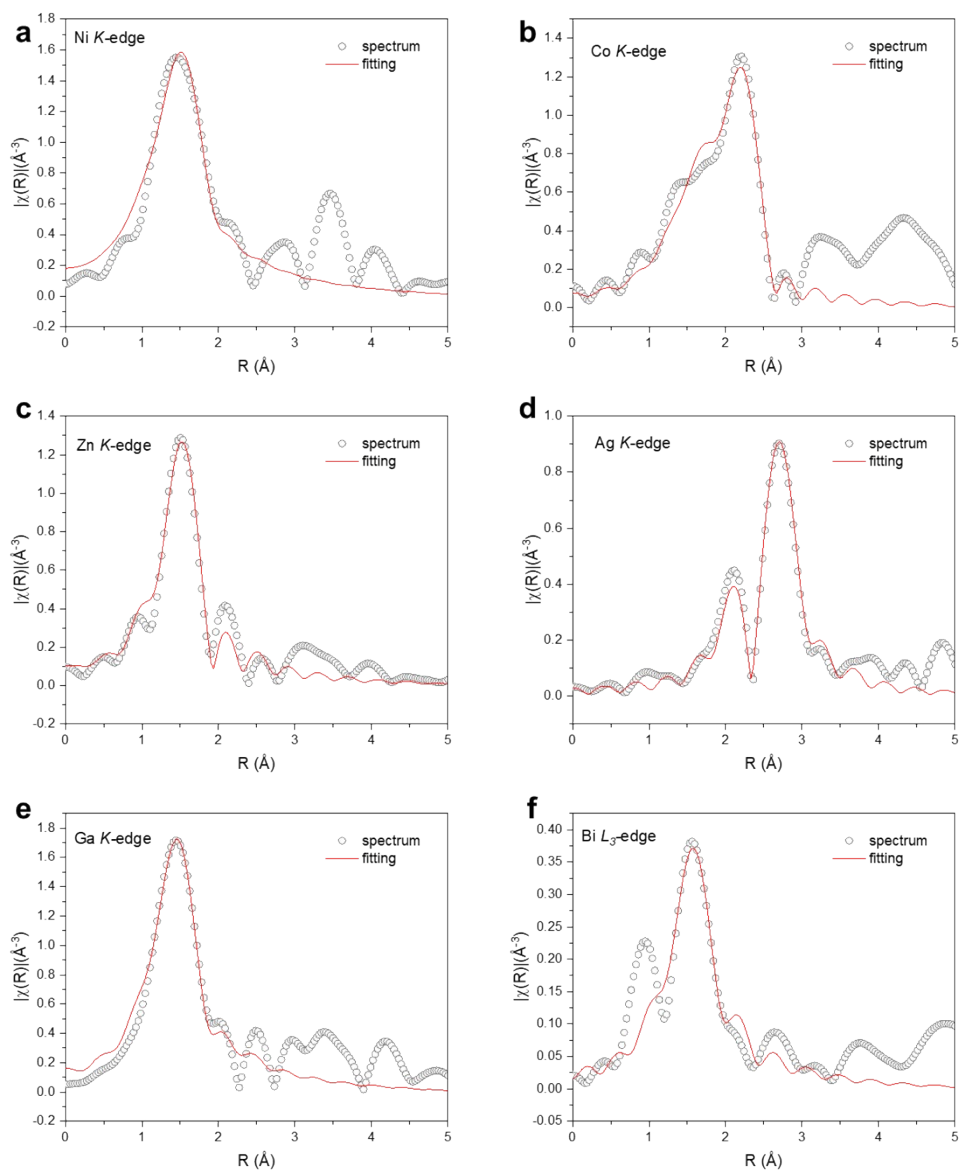 a
Ni K-edge
spectrum
fitting
1.8
1.6
1.4
1.2
1.0
0.8
0.6
0.4
0.2
0.0
-0.2
|χ(R)|(Å-3)
0 1 2 3 4 5
R (Å)
b
Co K-edge
spectrum
fitting
1.4
1.2
1.0
0.8
0.6
0.4
0.2
0.0
|χ(R)|(Å-3)
0 1 2 3 4 5
R (Å)
c
Zn K-edge
spectrum
fitting
1.4
1.2
1.0
0.8
0.6
0.4
0.2
0.0
-0.2
|χ(R)|(Å-3)
0 1 2 3 4 5
R (Å)
d
Ag K-edge
spectrum
fitting
1.0
0.8
0.6
0.4
0.2
0.0
|χ(R)|(Å-3)
0 1 2 3 4 5
R (Å)
e
Ga K-edge
spectrum
fitting
1.8
1.6
1.4
1.2
1.0
0.8
0.6
0.4
0.2
0.0
-0.2
|χ(R)|(Å-3)
0 1 2 3 4 5
R (Å)
f
Bi L3-edge
spectrum
fitting
0.40
0.35
0.30
0.25
0.20
0.15
0.10
0.05
0.00
-0.05
|χ(R)|(Å-3)
0 1 2 3 4 5
R (Å)